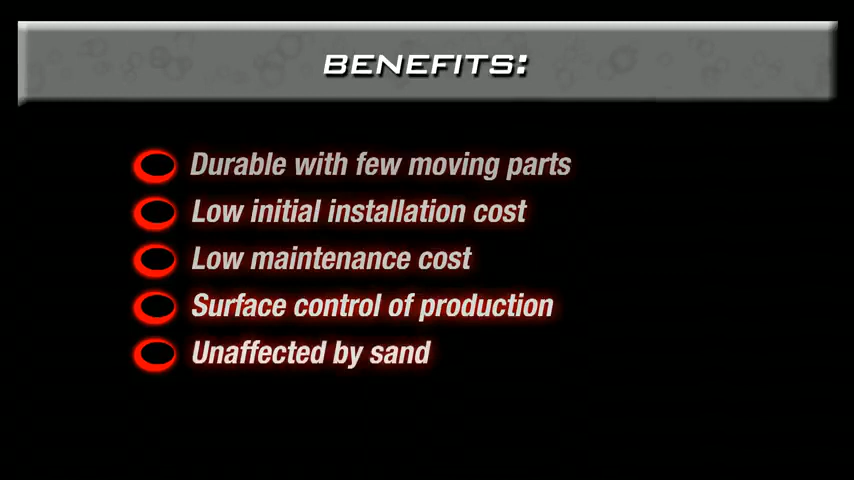 BENEFITS:
Durable with few moving parts
Low initial installation cost
Low maintenance cost
Surface control of production
Unaffected by sand